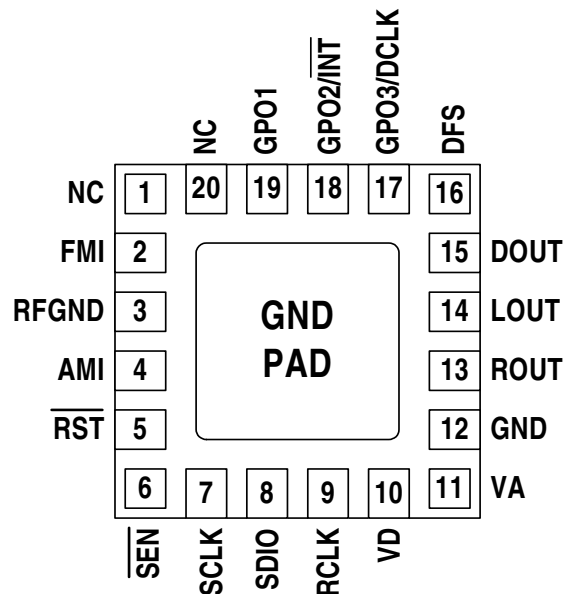 NC
GPO1
GPO2/INT
GPO3/DCLK
DFS
NC 1 20 19 18 17 16
FMI 2 15 DOUT
RFGND 3 14 LOUT
AMI 4 13 ROUT
RST 5 12 GND
GND
PAD
6 7 8 9 10 11 VA
SEN
SCLK
SDIO
RCLK
VD